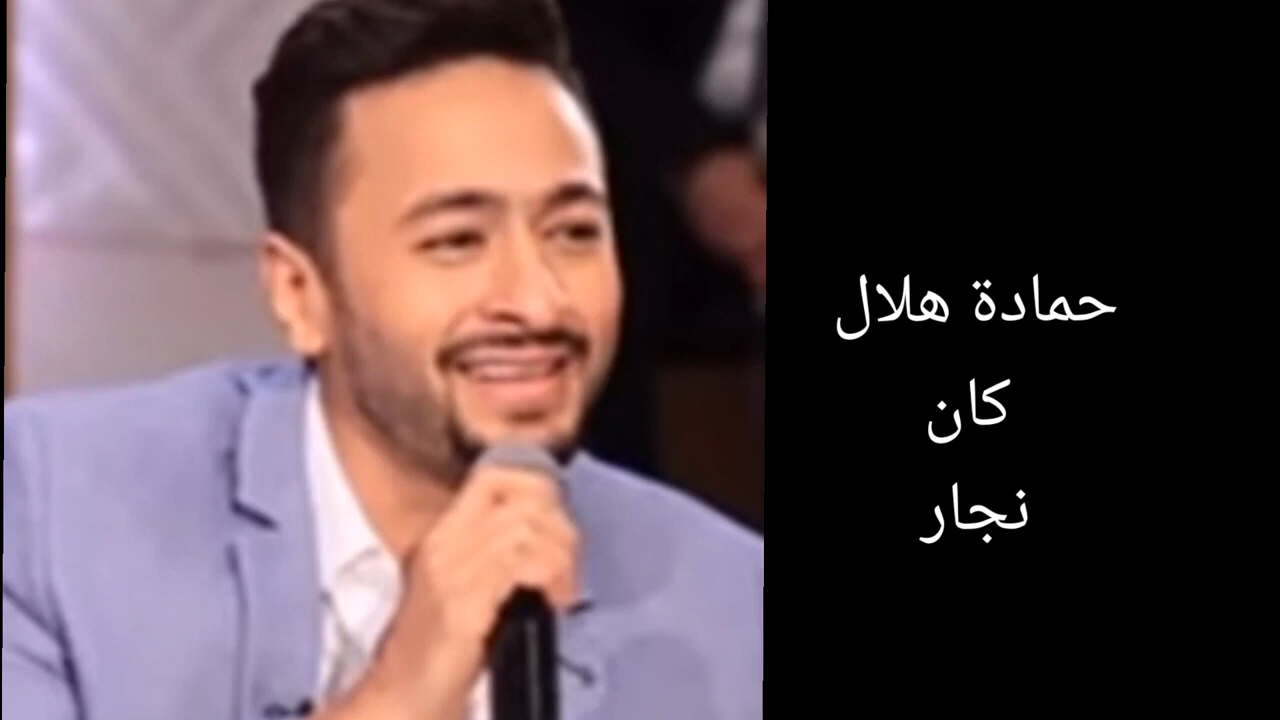 حمادة هلال
كان
نجار